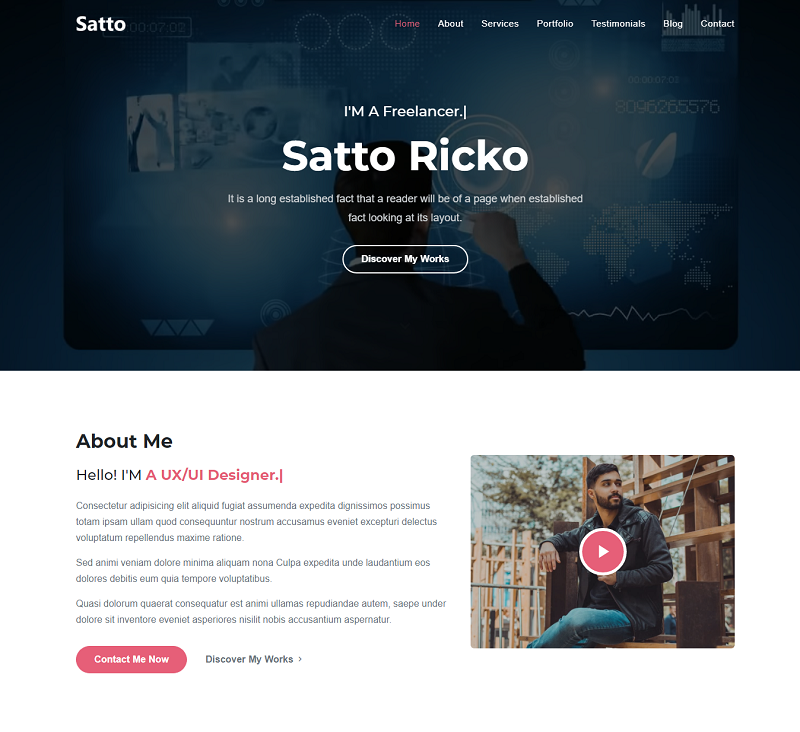 Satto
00:07:02
Home About Services Portfolio Testimonials Blog Contact
00:00:07:03
8096265576
I'M A Freelancer.|
Satto Ricko
It is a long established fact that a reader will be of a page when established
fact looking at its layout.
Discover My Works
About Me
Hello! I'M A UX/UI Designer.|
Consectetur adipisicing elit aliquid fugiat assumenda expedita dignissimos possimus
totam ipsam ullam quod consequuntur nostrum accusamus eveniet excepturi delectus
voluptatum repellendus maxime ratione.
Sed animi veniam dolore minima aliquam nona Culpa expedita unde laudantium eos
dolores debitis eum quia tempore voluptatibus.
Quasi dolorum quaerat consequatur est animi ullamas repudiandae autem, saepe under
dolore sit inventore eveniet asperiores nisilit nobis accusantium aspernatur.
Contact Me Now
Discover My Works ›